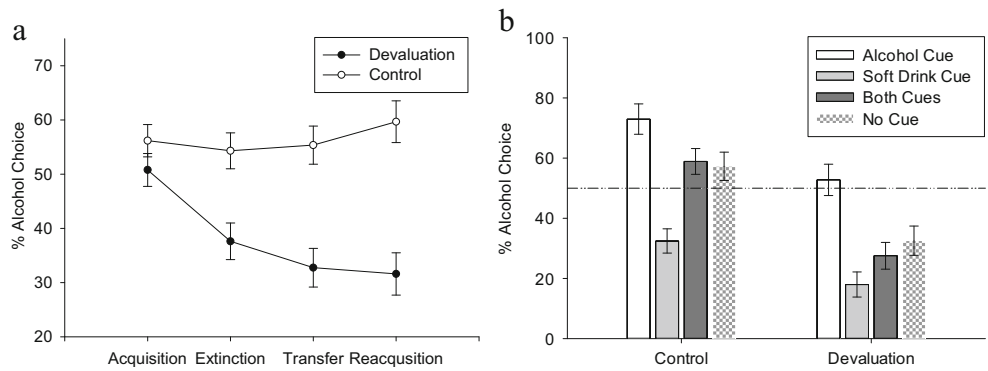 a
70
60
50
40
30
20
% Alcohol Choice
Devaluation
Control
Acquisition Extinction Transfer Reacqusition
b
100
80
60
40
20
0
% Alcohol Choice
Alcohol Cue
Soft Drink Cue
Both Cues
No Cue
Control Devaluation